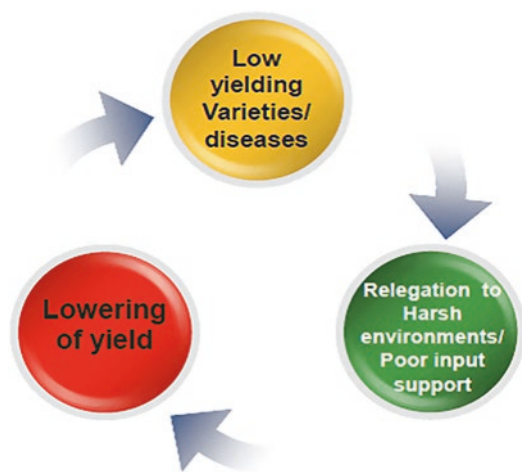 Low
yielding
Varieties/
diseases
Relegation to
Harsh
environments/
Poor input
support
Lowering
of yield